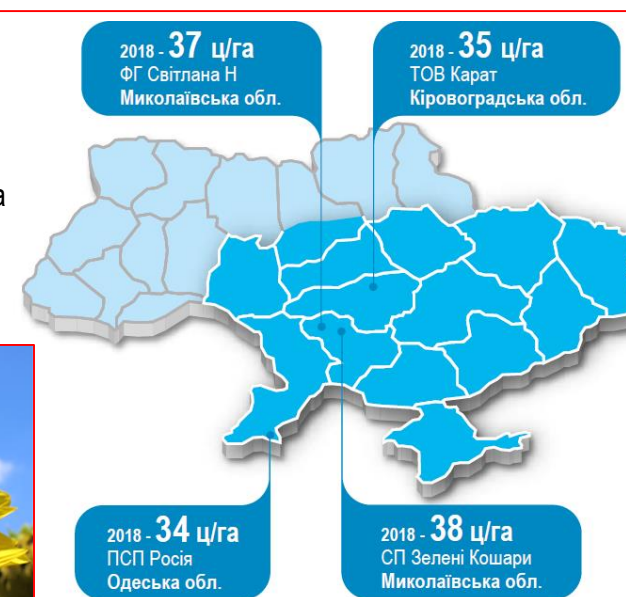 2018 - 37 ц/га
ФГ Світлана Н
Миколаївська обл.
2018 - 35 ц/га
ТОВ Карат
Кіровоградська обл.
а
2018 - 34 ц/га
ПСП Росія
Одеська обл.
2018 - 38 ц/га
СП Зелені Кошари
Миколаївська обл.